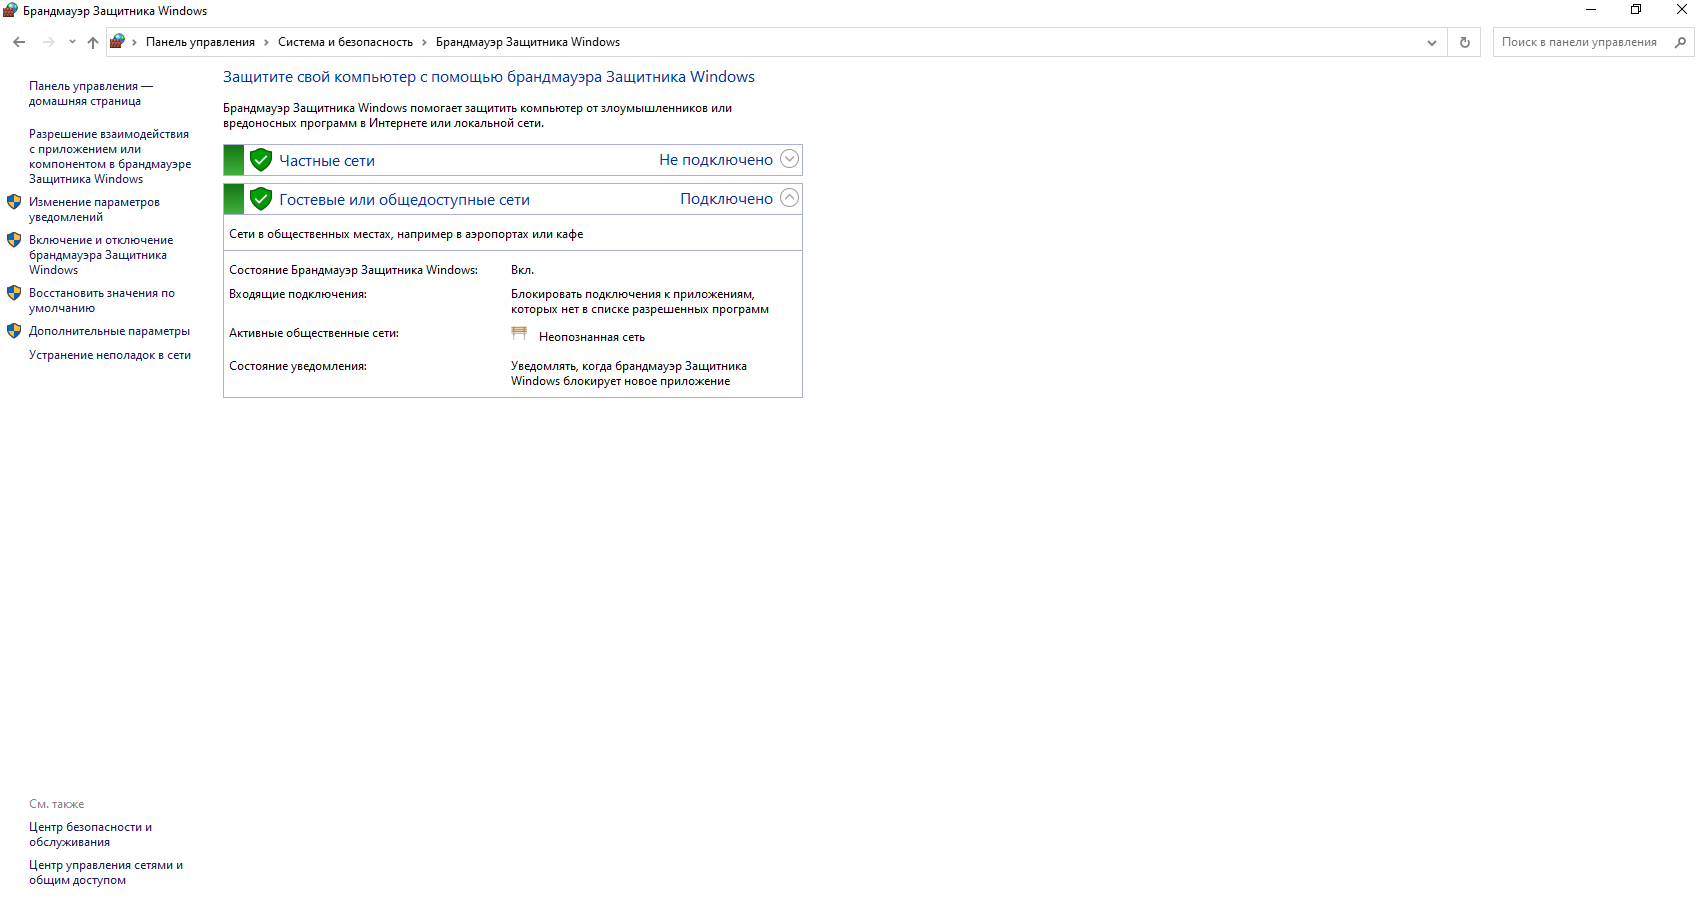 Брандмауэр Защитника Windows
Панель управления
Система и безопасность
Брандмауэр Защитника Windows
Поиск в панели управления
Панель управления —
домашняя страница
Разрешение взаимодействия
с приложением или
компонентом в брандмауэре
Защитника Windows
Изменение параметров
уведомлений
Включение и отключение
брандмауэра Защитника
Windows
Восстановить значения по
умолчанию
Дополнительные параметры
Устранение неполадок в сети
Защитите свой компьютер с помощью брандмауэра Защитника Windows
Брандмауэр Защитника Windows помогает защитить компьютер от злоумышленников или
вредоносных программ в Интернете или локальной сети.
Частные сети
Не подключено
Гостевые или общедоступные сети
Подключено
Сети в общественных местах, например в аэропортах или кафе
Состояние Брандмауэр Защитника Windows:
Вкл.
Входящие подключения:
Блокировать подключения к приложениям,
которых нет в списке разрешенных программ
Активные общественные сети:
Неопознанная сеть
Состояние уведомления:
Уведомлять, когда брандмауэр Защитника
Windows блокирует новое приложение
См. также
Центр безопасности и
обслуживания
Центр управления сетями и
общим доступом